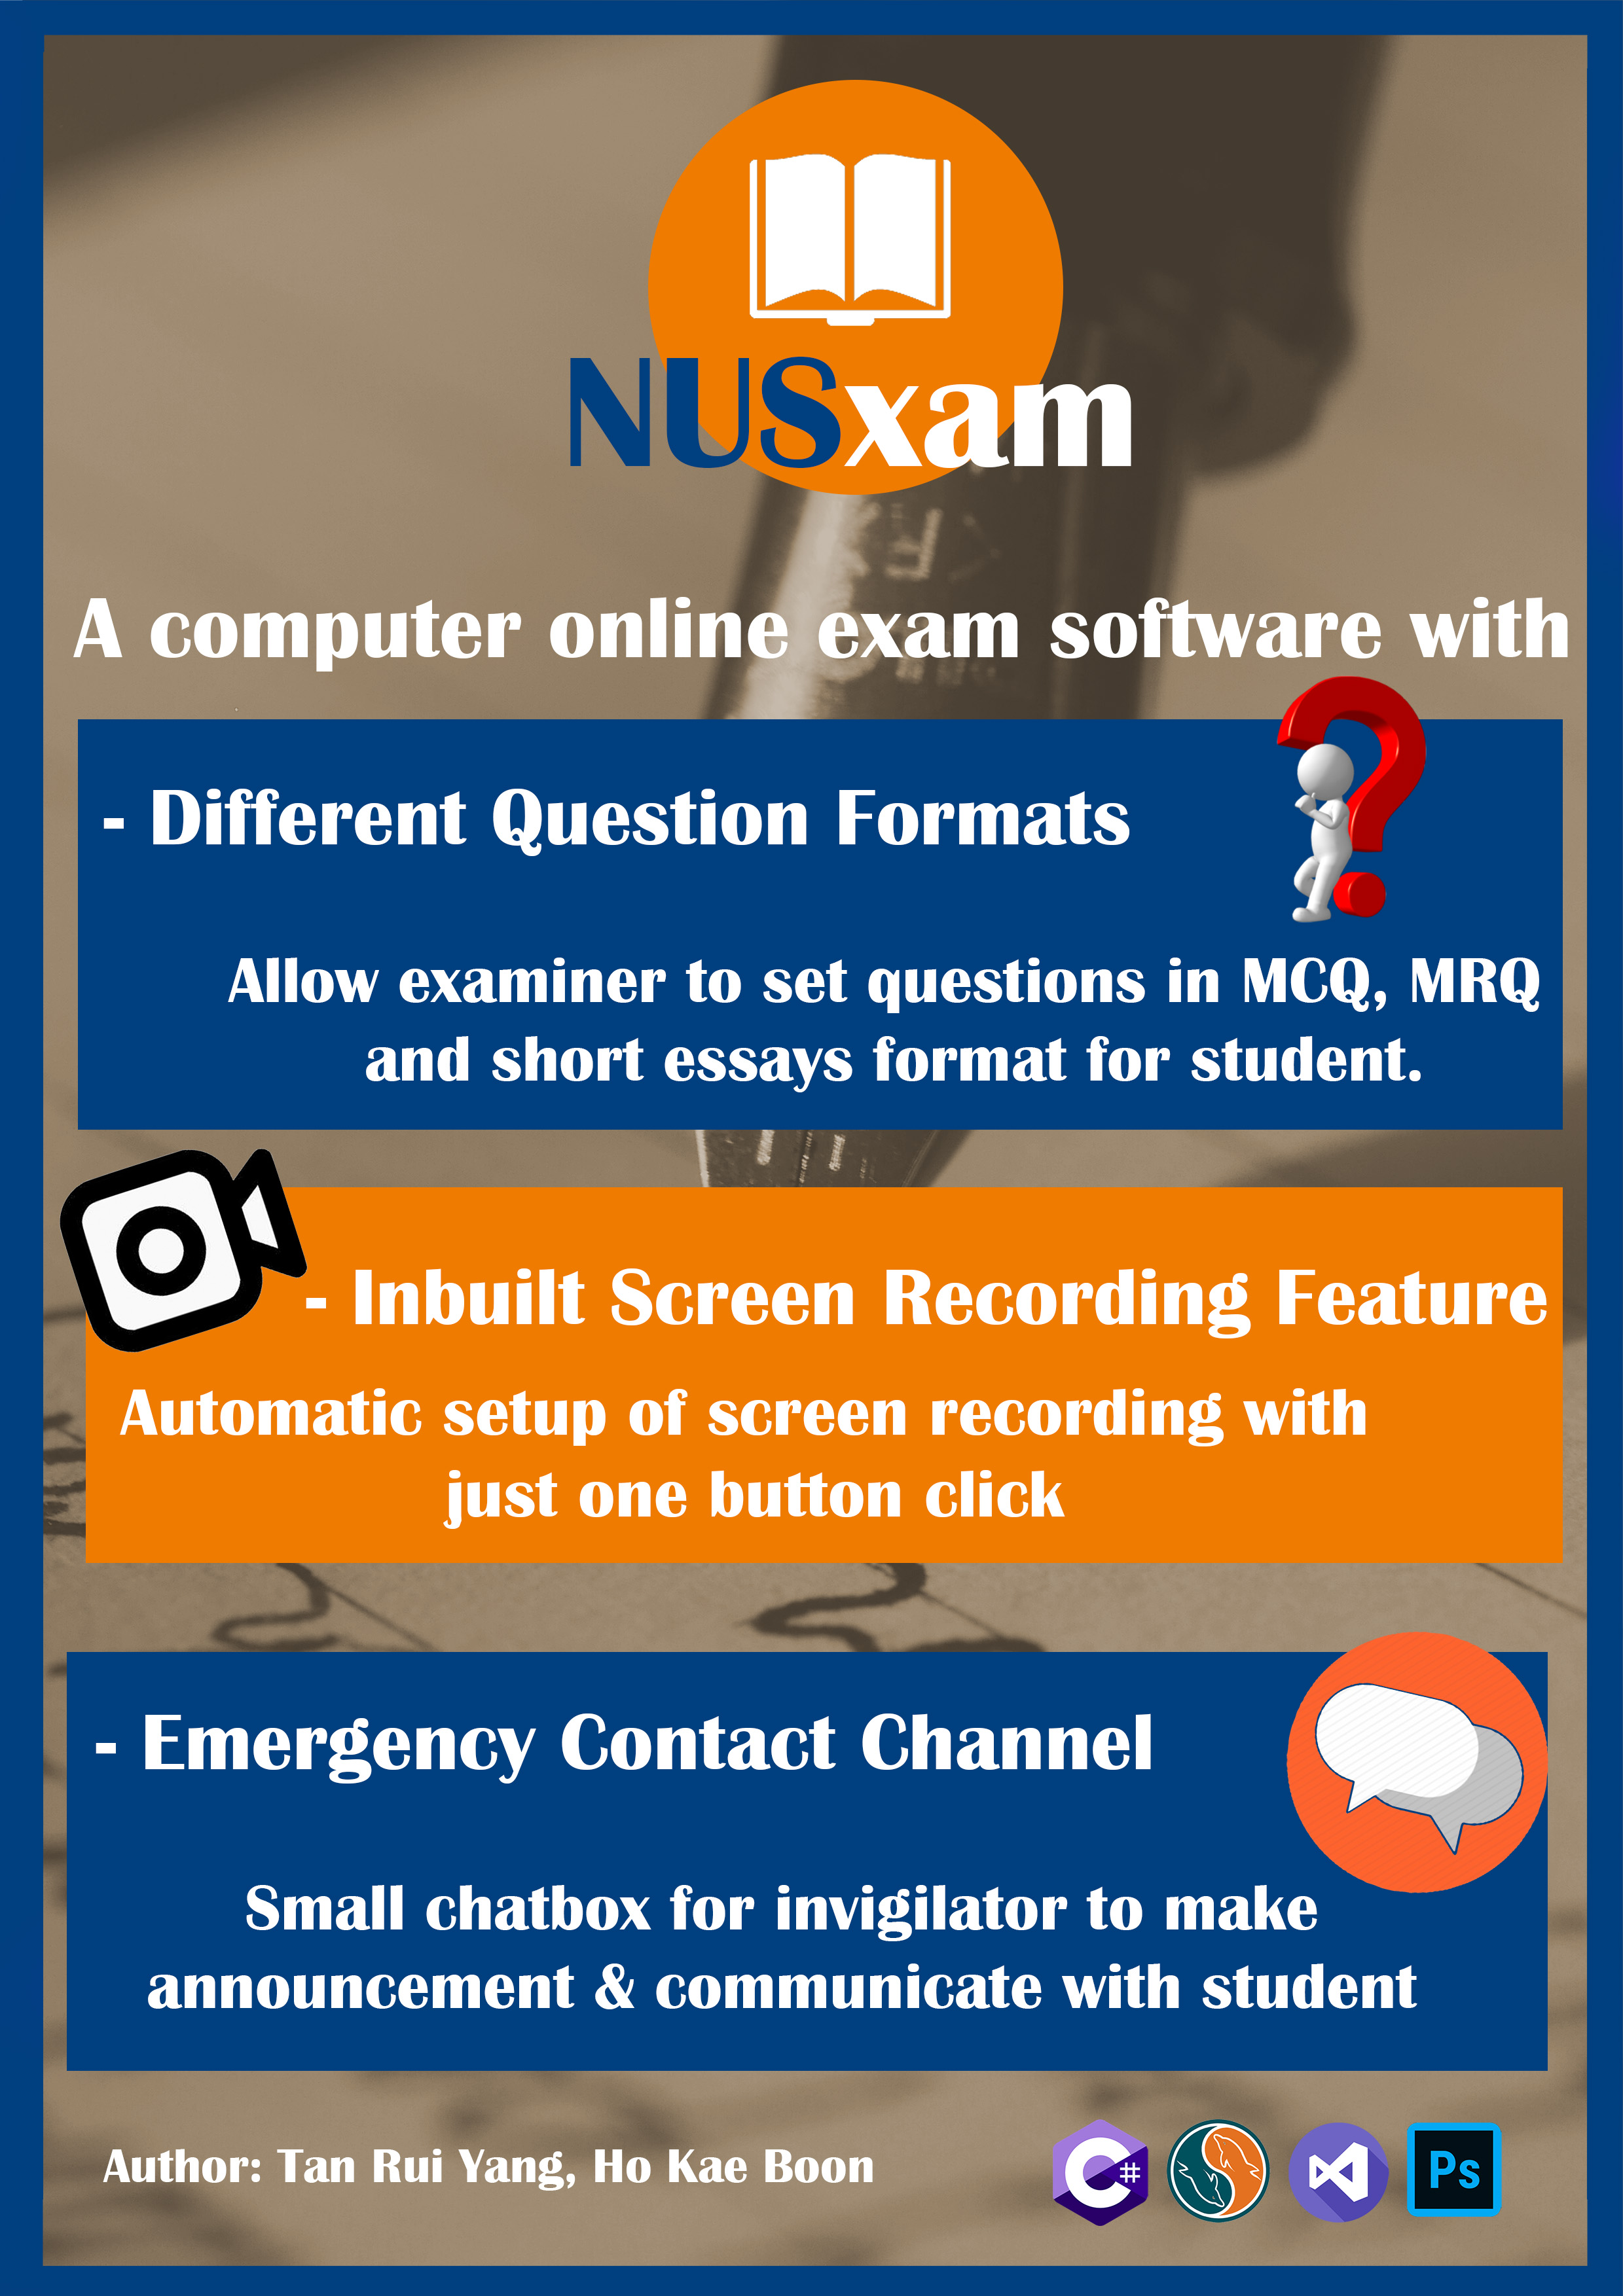 NUSxam
A computer online exam software with
- Different Question Formats
Allow examiner to set questions in MCQ, MRQ
and short essays format for student.
- Inbuilt Screen Recording Feature
Automatic setup of screen recording with
just one button click
- Emergency Contact Channel
Small chatbox for invigilator to make
announcement & communicate with student
Author: Tan Rui Yang, Ho Kae Boon
C# Ps